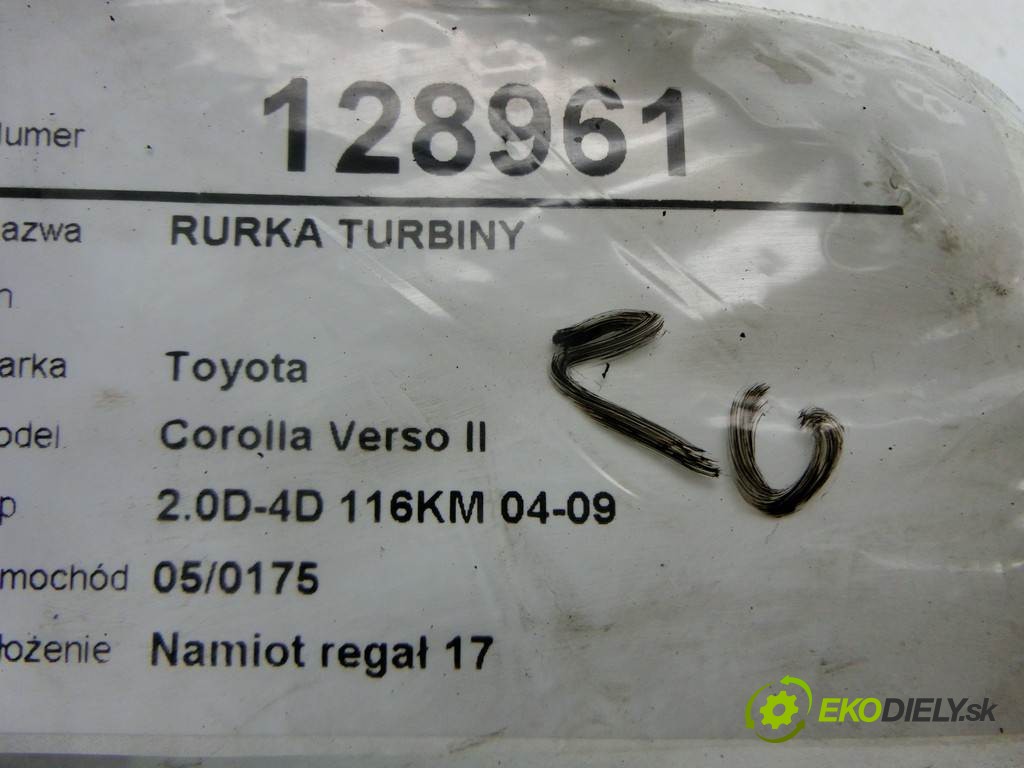 umer 128961
azwa RURKA TURBINY
arka Toyota
odel Corolla Verso II
p 2.0D-4D 116KM 04-09
mochód 05/0175
łożenie Namiot regał 17
EKODIELY.sk